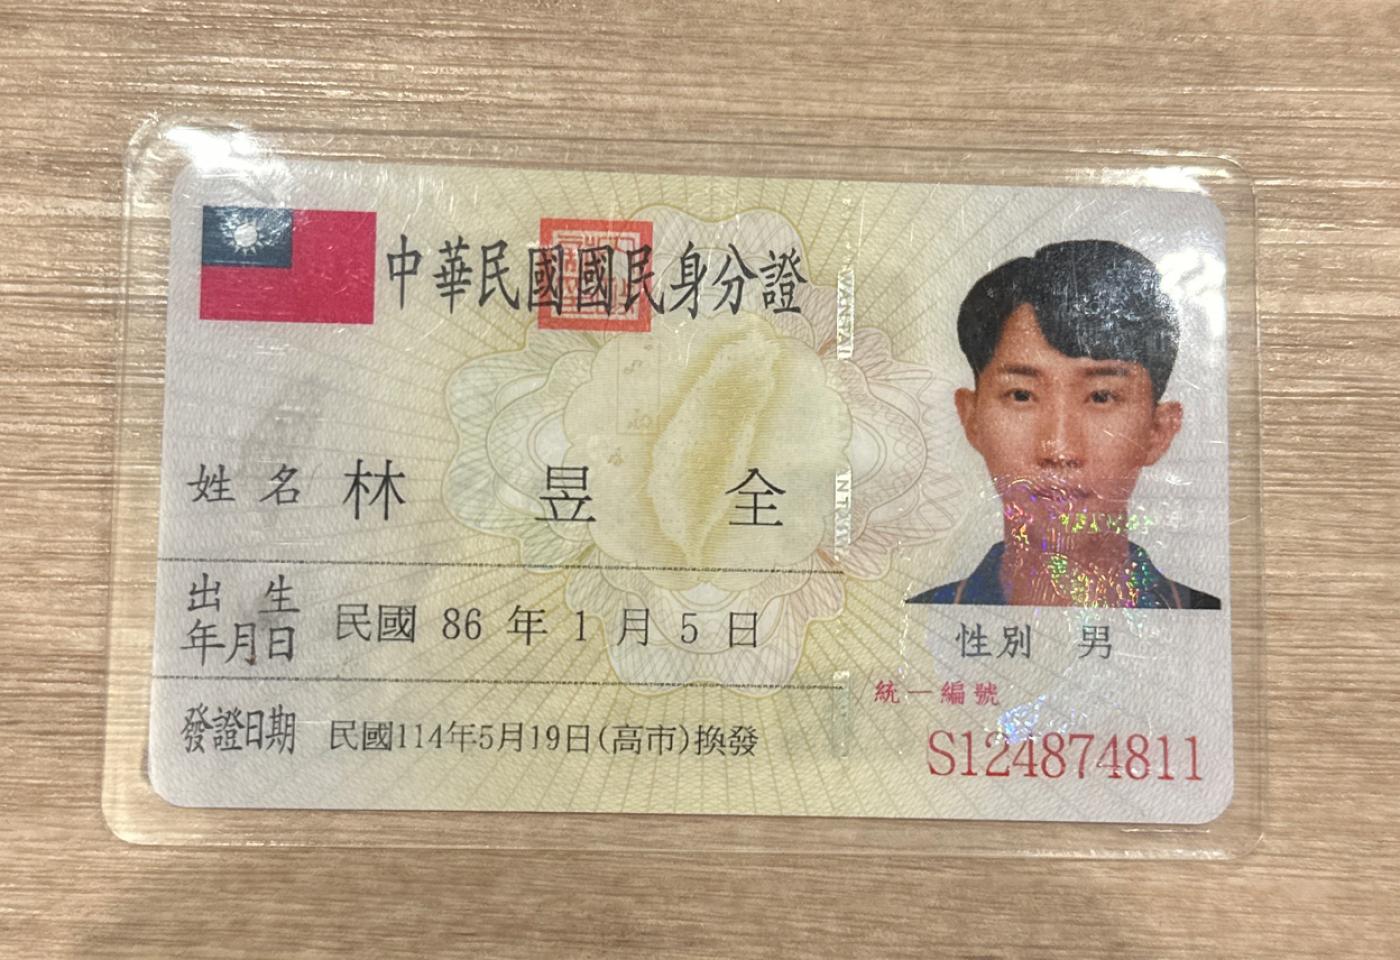 中華民國國民身分證
姓名 林昱全
出生年月日 民國 86 年 1 月 5 日
發證日期 民國114年5月19日(高市)換發
性別 男
統一編號
S124874811